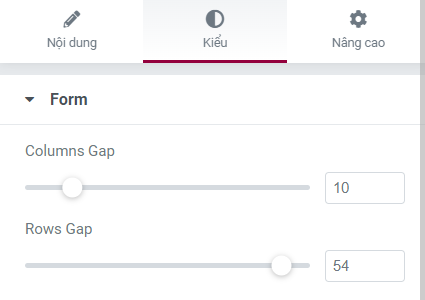 Nội dung
Kiểu
Nâng cao
Form
Columns Gap
10
Rows Gap
54